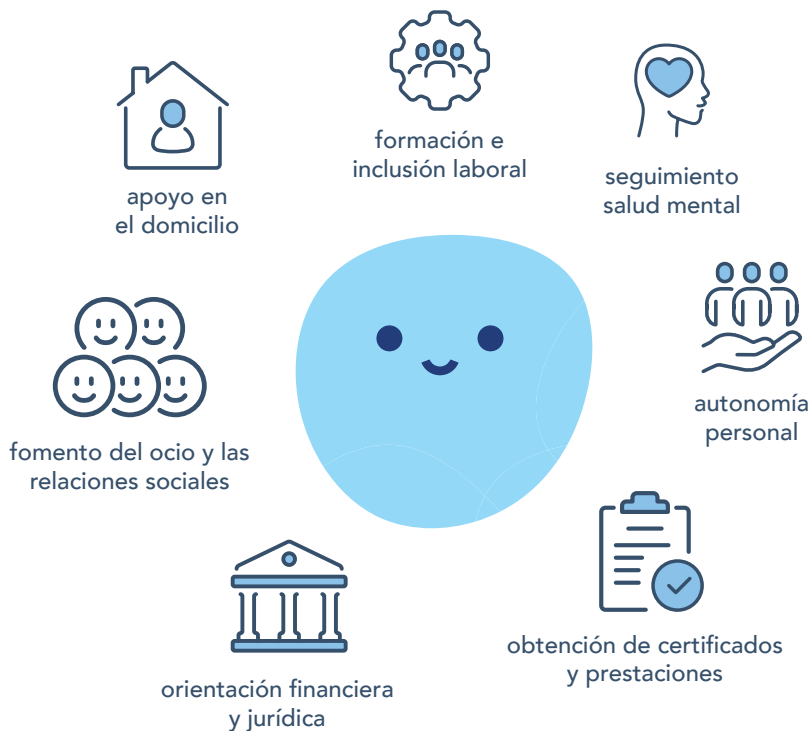 formación e
inclusión laboral
apoyo en
el domicilio
seguimiento
salud mental
autonomía
personal
fomento del ocio y las
relaciones sociales
obtención de certificados
y prestaciones
orientación financiera
y jurídica